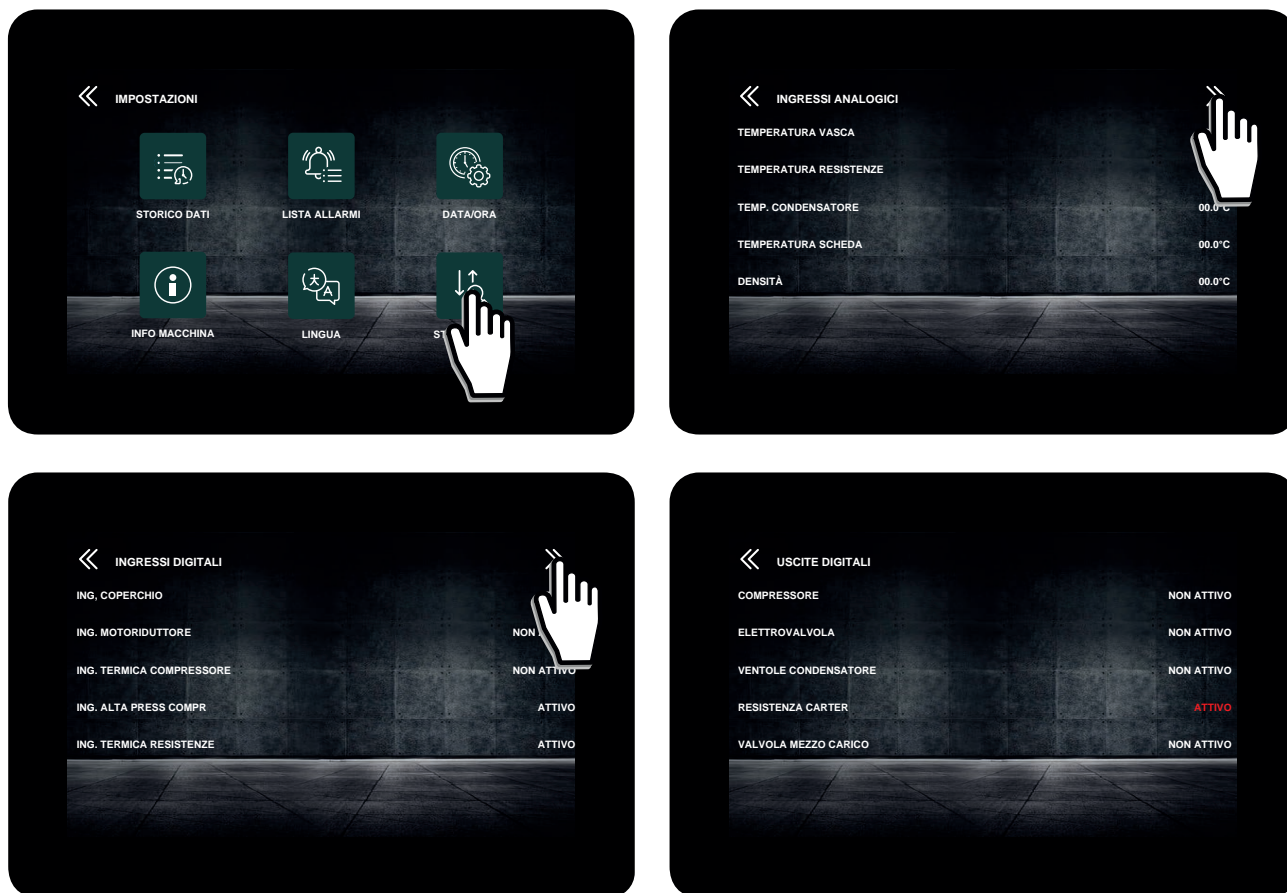 IMPOSTAZIONI
STORICO DATI
LISTA ALLARMI
DATA/ORA
INFO MACCHINA
LINGUA
INGRESSI ANALOGICI
TEMPERATURA VASCA
TEMPERATURA RESISTENZE
TEMP. CONDENSATORE 00.0°C
TEMPERATURA SCHEDA 00.0°C
DENSITÀ 00.0°C
INGRESSI DIGITALI
ING, COPERCHIO
ING. MOTORIDUTTORE NON
ING. TERMICA COMPRESSORE NON ATTIVO
ING. ALTA PRESS COMPR ATTIVO
ING. TERMICA RESISTENZE ATTIVO
USCITE DIGITALI
COMPRESSORE NON ATTIVO
ELETTROVALVOLA NON ATTIVO
VENTOLE CONDENSATORE NON ATTIVO
RESISTENZA CARTER ATTIVO
VALVOLA MEZZO CARICO NON ATTIVO